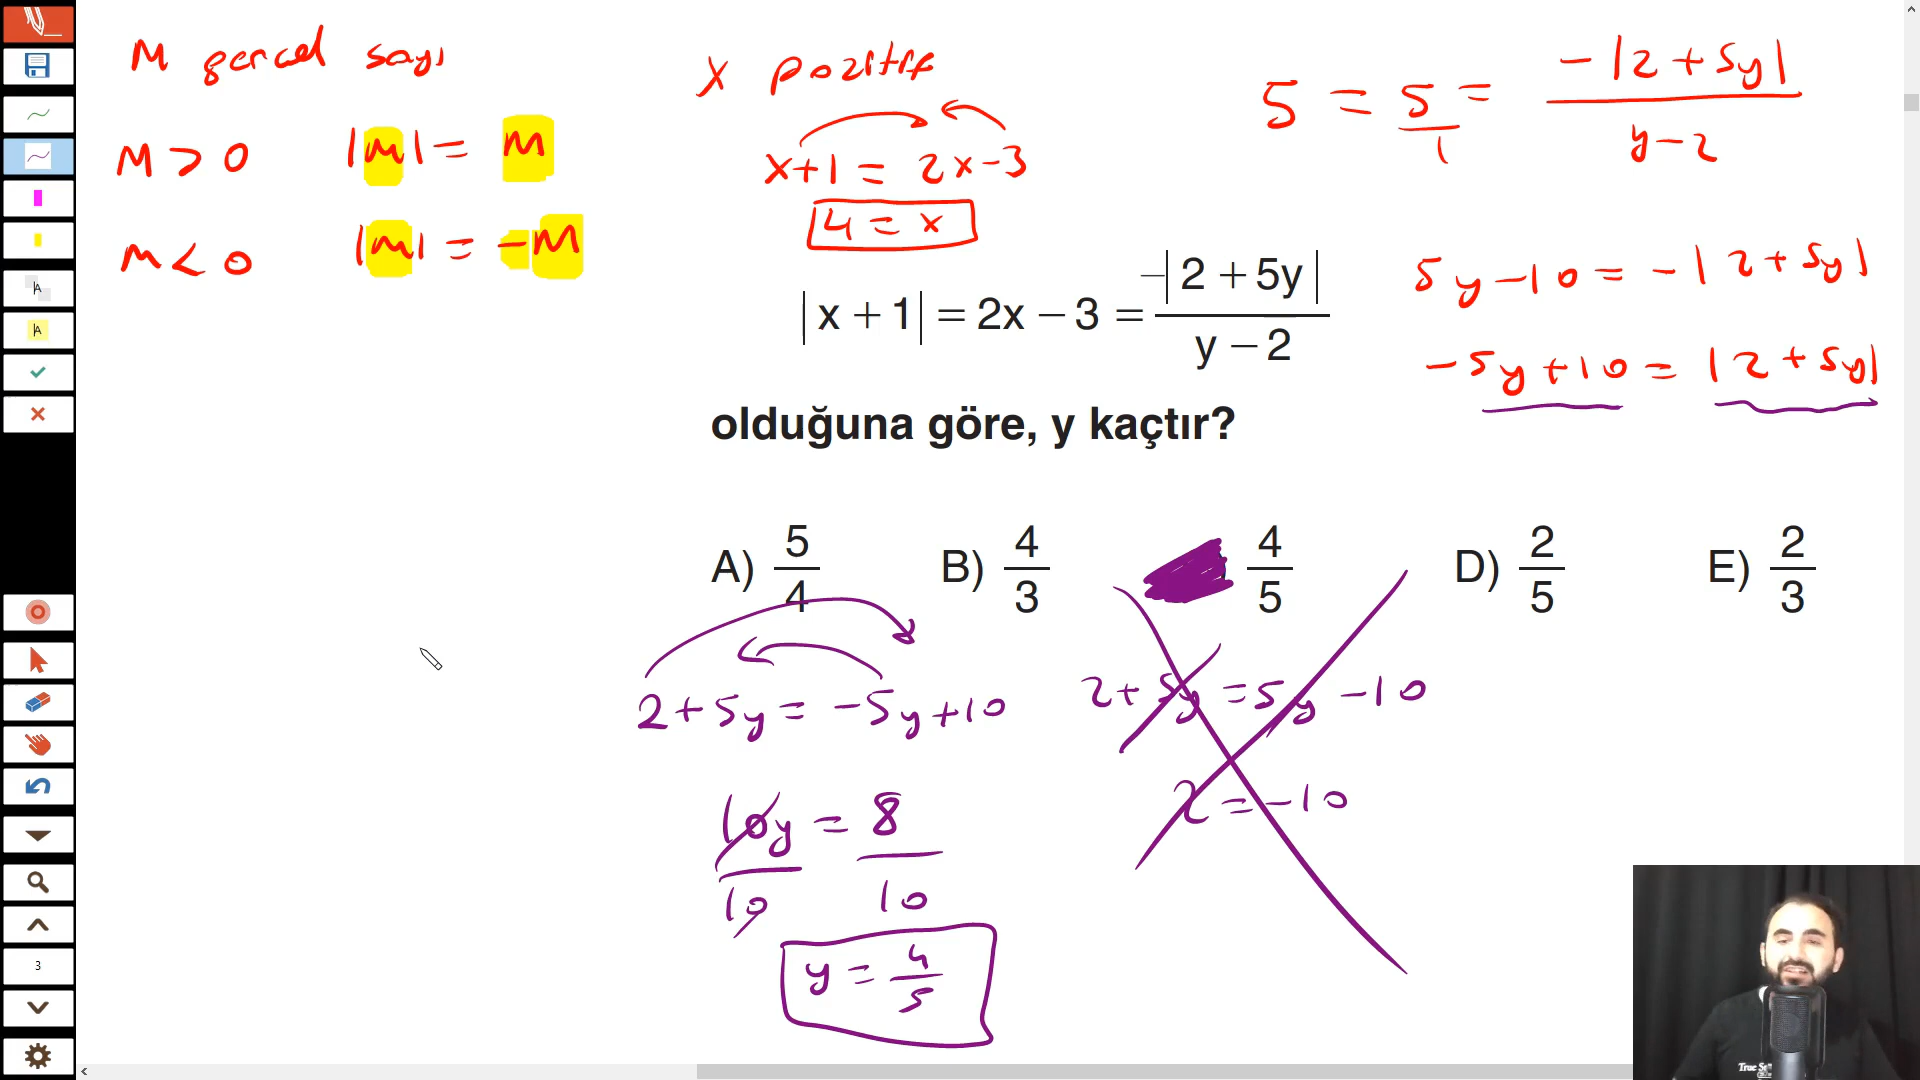 M gercel sayı
M > 0 |m| = m
M < 0 |m| = -M
x pozitif
x+1 = 2x-3
4 = x
5 = 5/1 = -|2+5y| / y-2
5y-10 = -|2+5y|
-5y+10 = |2+5y|
|x+1| = 2x-3 = -|2+5y| / y-2
olduğuna göre, y kaçtır?
A) 5/4 B) 4/3 4/5 D) 2/5 E) 2/3
2+5y = -5y+10
10y/10 = 8/10
y = 4/5
2+5y = 5y-10
2 = -10
3